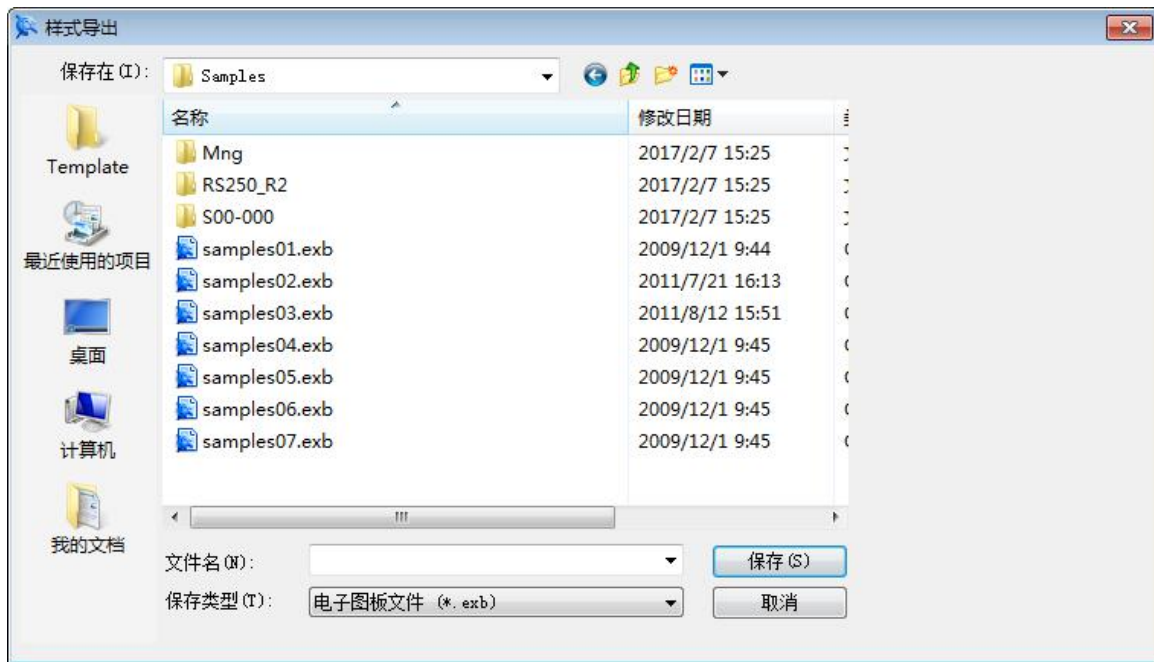 样式导出
保存在(I):
Samples
Template
最近使用的项目
桌面
计算机
我的文档
名称 修改日期
Mng 2017/2/7 15:25
RS250_R2 2017/2/7 15:25
S00-000 2017/2/7 15:25
samples01.exb 2009/12/1 9:44
samples02.exb 2011/7/21 16:13
samples03.exb 2011/8/12 15:51
samples04.exb 2009/12/1 9:45
samples05.exb 2009/12/1 9:45
samples06.exb 2009/12/1 9:45
samples07.exb 2009/12/1 9:45
文件名(N):
保存(S)
保存类型(T):
电子图板文件 (*.exb)
取消